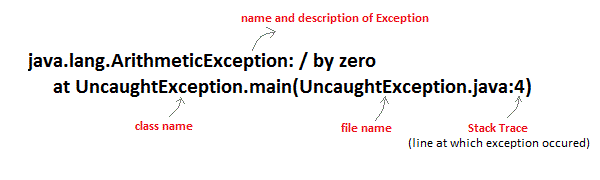 name and description of Exception
java.lang.ArithmeticException: / by zero
at UncaughtException.main(UncaughtException.java:4)
class name
file name
Stack Trace
(line at which exception occured)